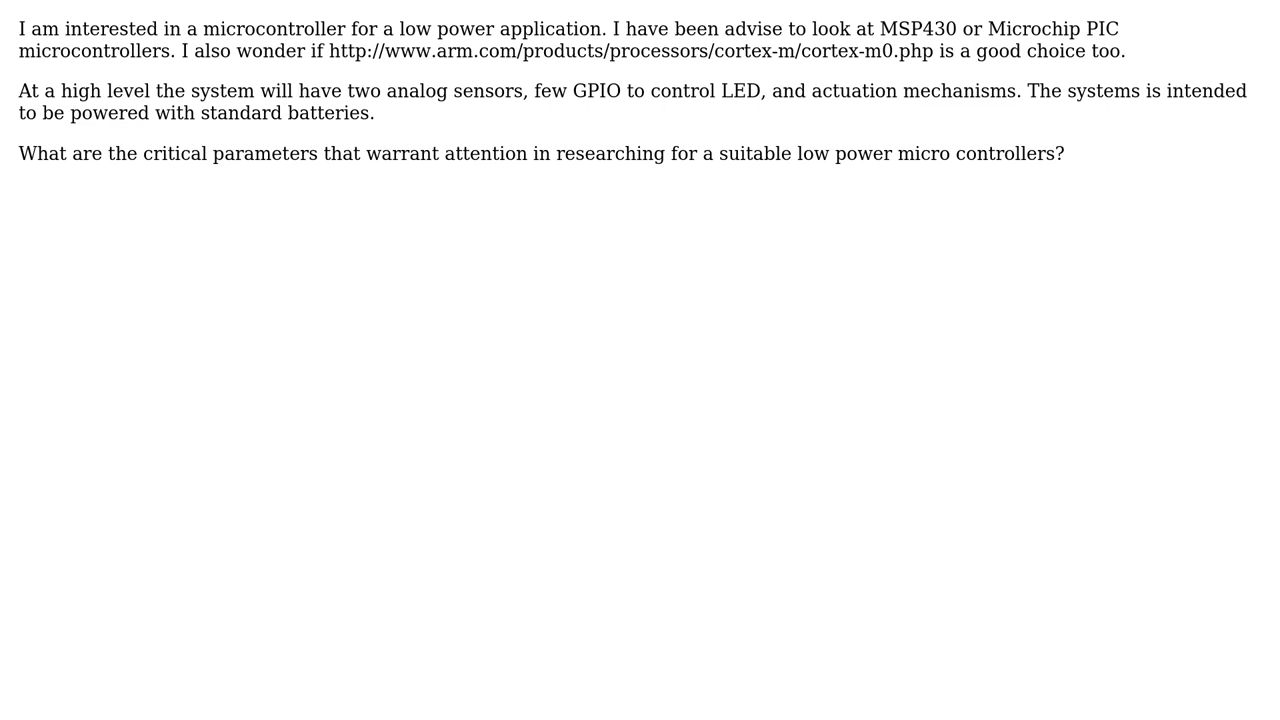 I am interested in a microcontroller for a low power application. I have been advise to look at MSP430 or Microchip PIC
microcontrollers. I also wonder if http://www.arm.com/products/processors/cortex-m/cortex-m0.php is a good choice too.
At a high level the system will have two analog sensors, few GPIO to control LED, and actuation mechanisms. The systems is intended
to be powered with standard batteries.
What are the critical parameters that warrant attention in researching for a suitable low power micro controllers?